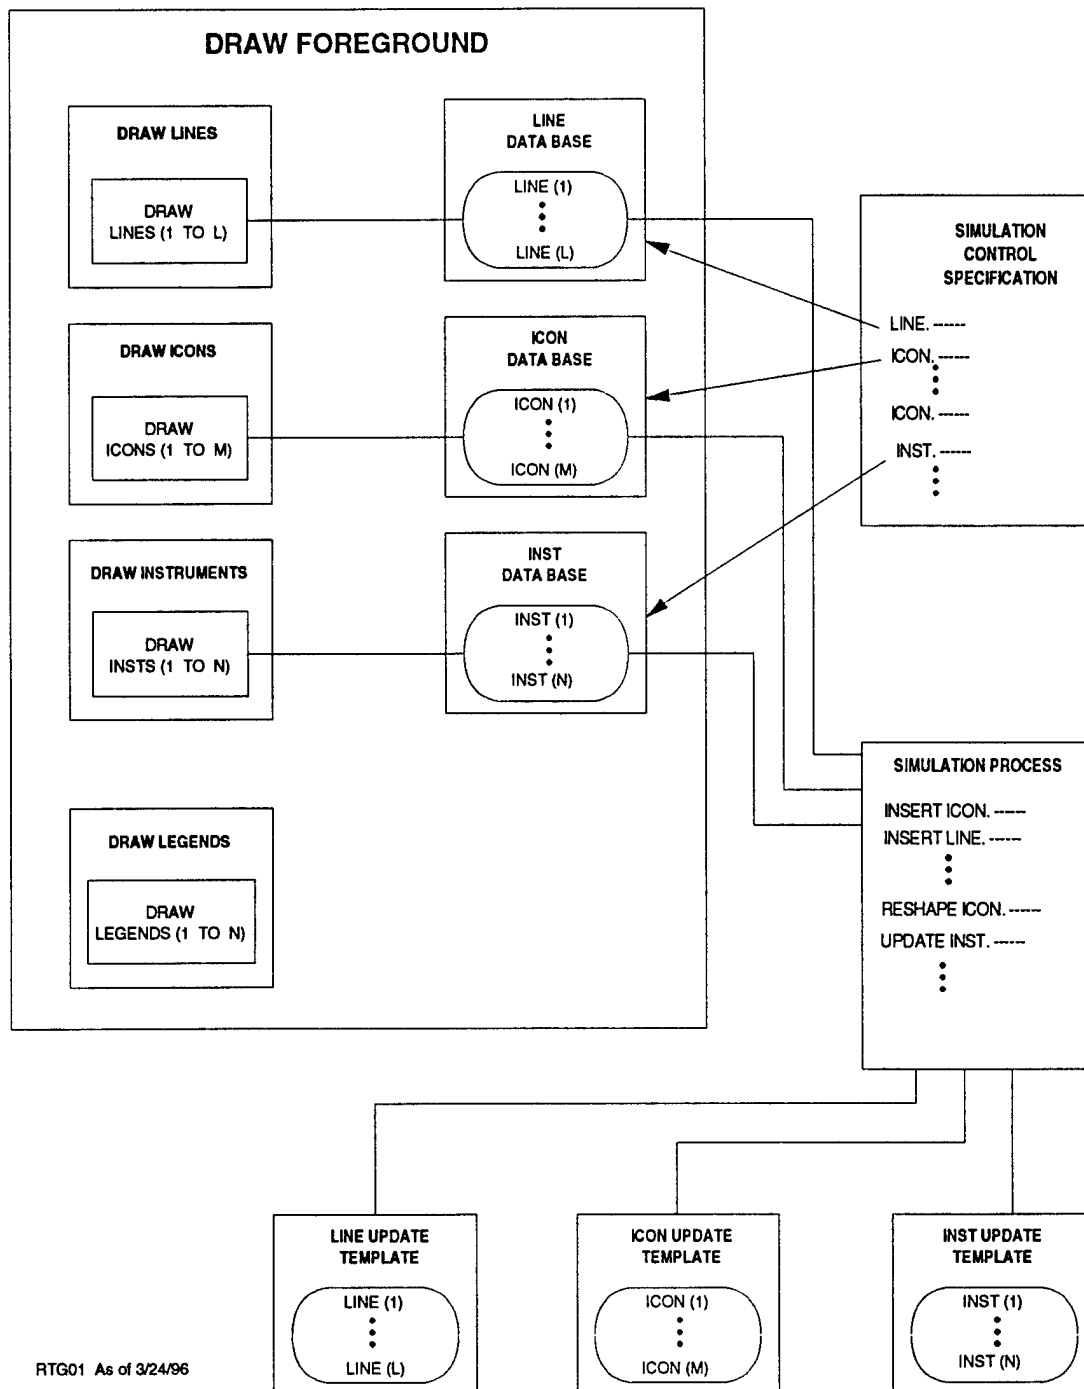 DRAW FOREGROUND
DRAW LINES
DRAW
LINES (1 TO L)
LINE
DATA BASE
LINE (1)
LINE (L)
DRAW ICONS
DRAW
ICONS (1 TO M)
ICON
DATA BASE
ICON (1)
ICON (M)
DRAW INSTRUMENTS
DRAW
INSTS (1 TO N)
INST
DATA BASE
INST (1)
INST (N)
DRAW LEGENDS
DRAW
LEGENDS (1 TO N)
SIMULATION
CONTROL
SPECIFICATION
LINE. ------
ICON. ------
ICON. ------
INST. ------
SIMULATION PROCESS
INSERT ICON. ------
INSERT LINE. ------
RESHAPE ICON. ------
UPDATE INST. ------
LINE UPDATE
TEMPLATE
LINE (1)
LINE (L)
ICON UPDATE
TEMPLATE
ICON (1)
ICON (M)
INST UPDATE
TEMPLATE
INST (1)
INST (N)
RTG01 As of 3/24/96